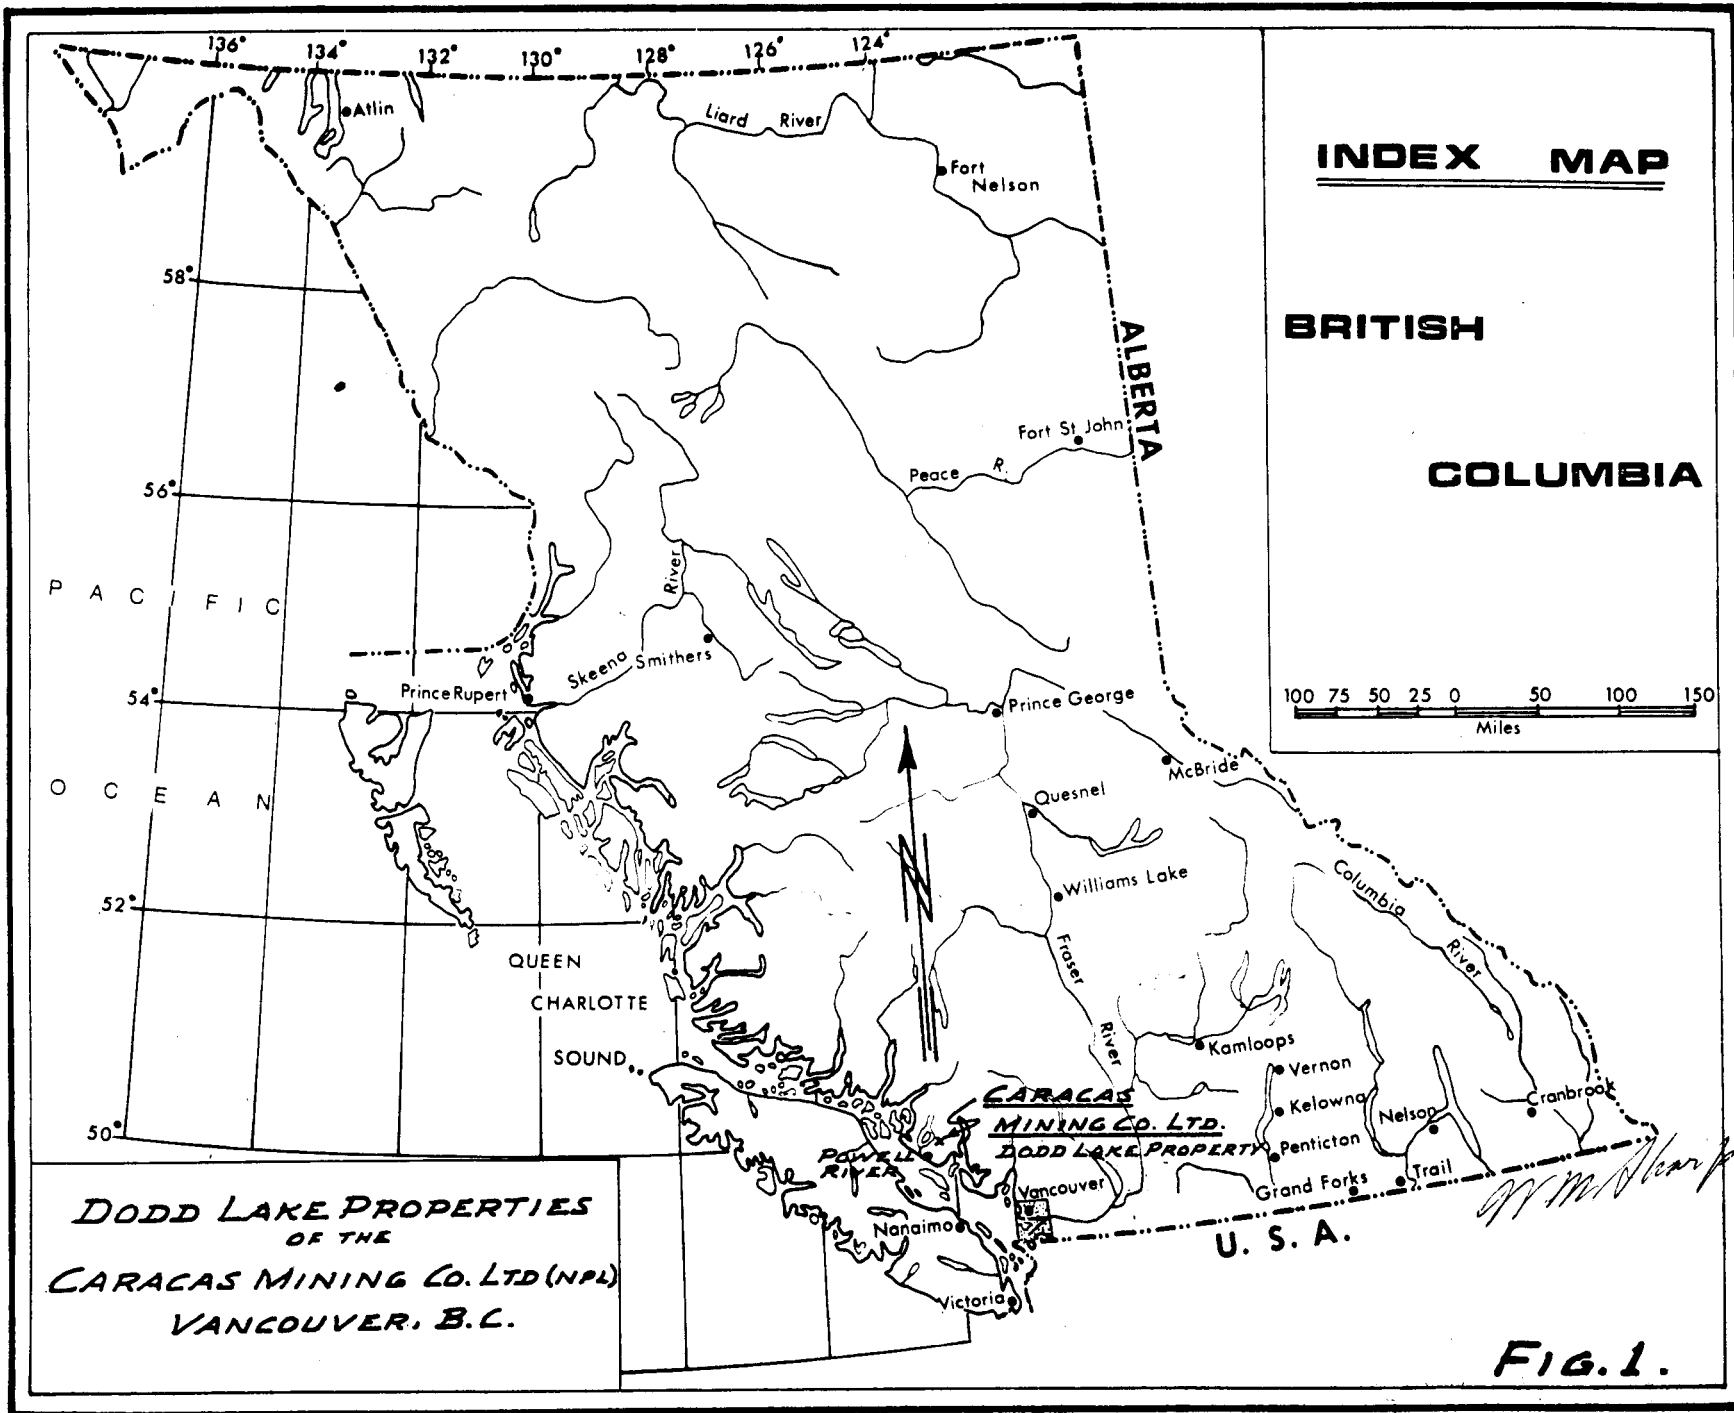 136°
134°
132°
130°
128°
126°
124°
Atlin
Liard River
Fort
Nelson
INDEX MAP
58°
BRITISH
ALBERTA
Fort St John
Peace R.
COLUMBIA
56°
PACIFIC
River
Skeena
Smithers
Prince Rupert
54°
Prince George
100 75 50 25 0 50 100 150
Miles
McBride
OCEAN
Quesnel
Williams Lake
Columbia
River
52°
Fraser
River
QUEEN
CHARLOTTE
SOUND
Kamloops
Vernon
Kelowna
Nelson
Cranbrook
CARACAS
MINING CO. LTD.
DODD LAKE PROPERTY
50°
POWELL
RIVER
Penticton
Trail
Grand Forks
Vancouver
Nanaimo
U. S. A.
Victoria
DODD LAKE PROPERTIES
OF THE
CARACAS MINING CO. LTD (NPL)
VANCOUVER, B.C.
FIG. 1.